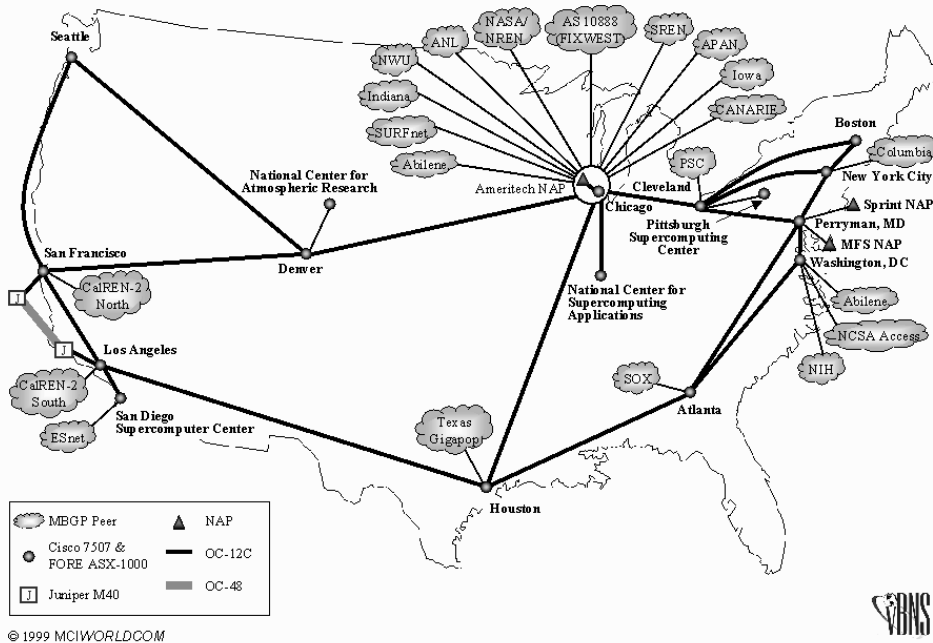 Seattle
NASA/
NREN
AS 10888
(FIXWEST)
SREN
ANL
APAN
NWU
Iowa
Indiana
CANARIE
SURFnet
Abilene
Boston
Columbia
PSC
National Center for
Atmospheric Research
Ameritech NAP
Cleveland
New York City
Chicago
Sprint NAP
Pittsburgh
Supercomputing
Center
Perryman, MD
MFS NAP
San Francisco
Denver
Washington, DC
CalREN-2
North
National Center for
Supercomputing
Applications
Abilene
J
NCSA Access
J
Los Angeles
NIH
CalREN-2
South
SOX
Atlanta
San Diego
Supercomputer Center
ESnet
Texas
Gigapop
Houston
MBGP Peer
NAP
Cisco 7507 &
FORE ASX-1000
OC-12C
J
Juniper M40
OC-48
© 1999 MCIWORLDCOM
vBNS